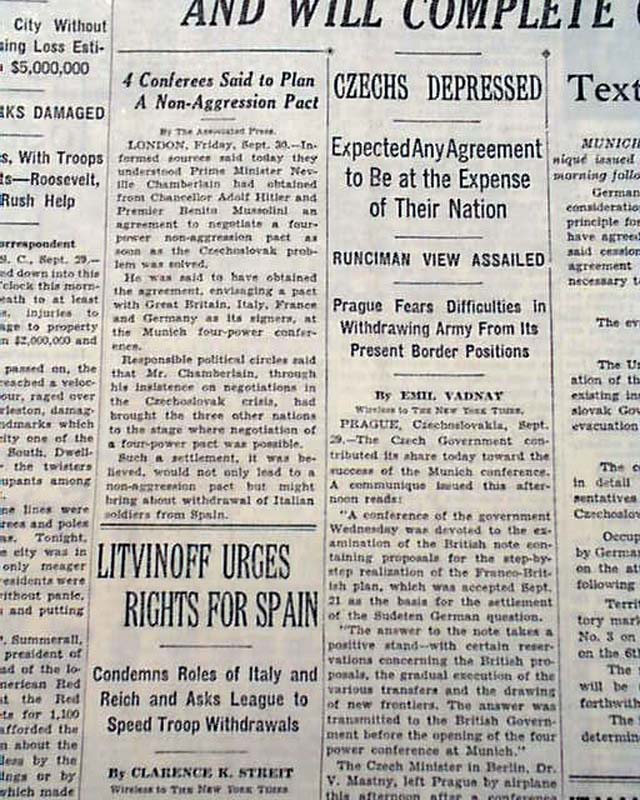 AND WILL COMPLETE
City Without
sing Loss Esti-
$5,000,000
KS DAMAGED
s, With Troops
ts—Roosevelt,
Rush Help
orrespondent
S. C., Sept. 29.—
ed down into this
'clock this morn-
eath to at least
s, injuries to
age to property
n $2,000,000 and
passed on, the
reached a veloc-
our, raged over
rleston, damag-
ndmarks which
city one of the
South, Dwell-
the twisters
upants among
ne lines were
rees and poles
as. Tonight,
e city was in
only meager
residents were
without panic,
s and putting
P. Summerall,
president of
ad of the lo-
merican Red
at the Red
ts for 1,100
afforded the
n about the
less by the
ings or by
which made
4 Conferees Said to Plan
A Non-Aggression Pact
By The Associated Press.
LONDON, Friday, Sept. 30.—In-
formed sources said today they
understood Prime Minister Nev-
ille Chamberlain had obtained
from Chancellor Adolf Hitler and
Premier Benito Mussolini an
agreement to negotiate a four-
power non-aggression pact as
soon as the Czechoslovak prob-
lem was solved.
He was said to have obtained
the agreement, envisaging a pact
with Great Britain, Italy, France
and Germany as its signers, at
the Munich four-power confer-
ence.
Responsible political circles said
that Mr. Chamberlain, through
his insistence on negotiations in
the Czechoslovak crisis, had
brought the three other nations
to the stage where negotiation of
a four-power pact was possible.
Such a settlement, it was be-
lieved, would not only lead to a
non-aggression pact but might
bring about withdrawal of Italian
soldiers from Spain.
LITVINOFF URGES
RIGHTS FOR SPAIN
Condemns Roles of Italy and
Reich and Asks League to
Speed Troop Withdrawals
By CLARENCE K. STREIT
Wireless to THE NEW YORK TIMES
CZECHS DEPRESSED
Expected Any Agreement
to Be at the Expense
of Their Nation
RUNCIMAN VIEW ASSAILED
Prague Fears Difficulties in
Withdrawing Army From Its
Present Border Positions
By EMIL VADNAY
Wireless to THE NEW YORK TIMES.
PRAGUE, Czechoslovakia, Sept.
29.—The Czech Government con-
tributed its share today toward the
success of the Munich conference.
A communique issued this after-
noon reads:
"A conference of the government
Wednesday was devoted to the ex-
amination of the British note con-
taining proposals for the step-by-
step realization of the Franco-Brit-
ish plan, which was accepted Sept.
21 as the basis for the settlement
of the Sudeten German question.
"The answer to the note takes a
positive stand—with certain reser-
vations concerning the British pro-
posals, the gradual execution of the
various transfers and the drawing
of new frontiers. The answer was
transmitted to the British Govern-
ment before the opening of the four
power conference at Munich."
The Czech Minister in Berlin, Dr.
V. Mastny, left Prague by airplane
this afternoon after a conference
Text
MUNICH
niqué issued
morning follo
German
consideratio
principle fo
have agree
said cession
agreement
necessary t
The ev
The Un
ation of th
existing ins
slovak Gov
evacuation
The c
in detail
sentatives
Czechoslov
Occup
by Germa
on the att
following
Terri
tory mark
No. 3 on
on the 6th
The
will be
forthwith
The
determin